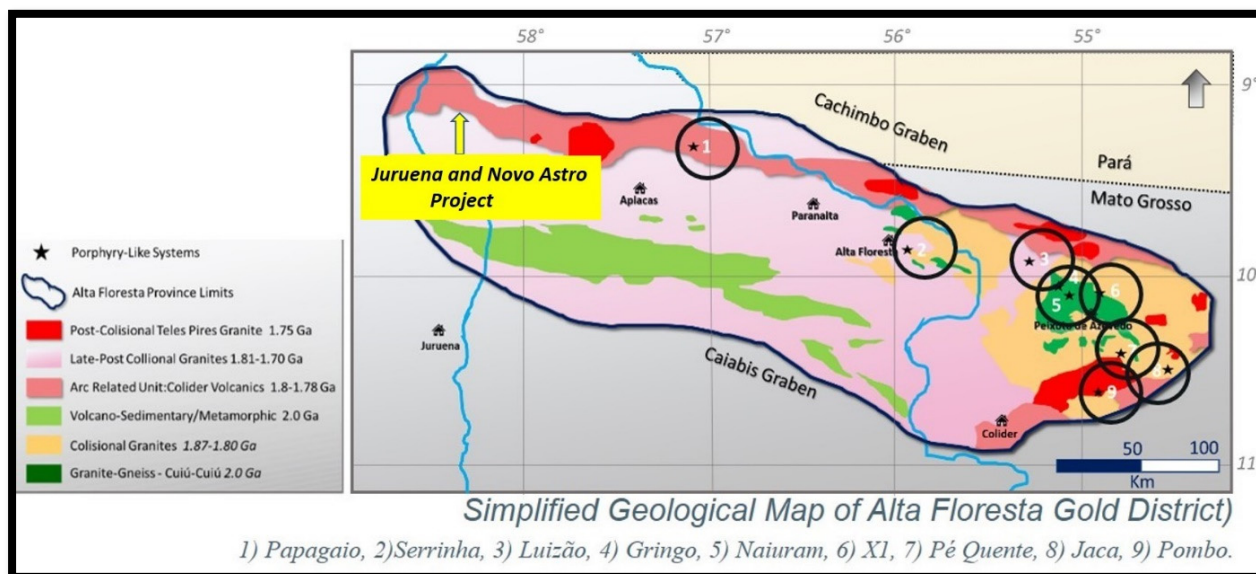 58°
57°
56°
55°
9°
Cachimbo Graben
Pará
Mato Grosso
1
Juruena and Novo Astro
Project
Apiacas
Paranaíta
Alta Floresta
2
3
4
5
6
10°
Peixoto de Azevedo
7
8
9
Juruena
Caiabis Graben
Colider
50
100
Km
11°
Porphyry-Like Systems
Alta Floresta Province Limits
Post-Colisional Teles Pires Granite 1.75 Ga
Late-Post Collional Granites 1.81-1.70 Ga
Arc Related Unit:Colider Volcanics 1.8-1.78 Ga
Volcano-Sedimentary/Metamorphic 2.0 Ga
Colisional Granites 1.87-1.80 Ga
Granite-Gneiss - Cuiú-Cuiú 2.0 Ga
Simplified Geological Map of Alta Floresta Gold District)
1) Papagaio, 2)Serrinha, 3) Luizão, 4) Gringo, 5) Naiuram, 6) X1, 7) Pé Quente, 8) Jaca, 9) Pombo.